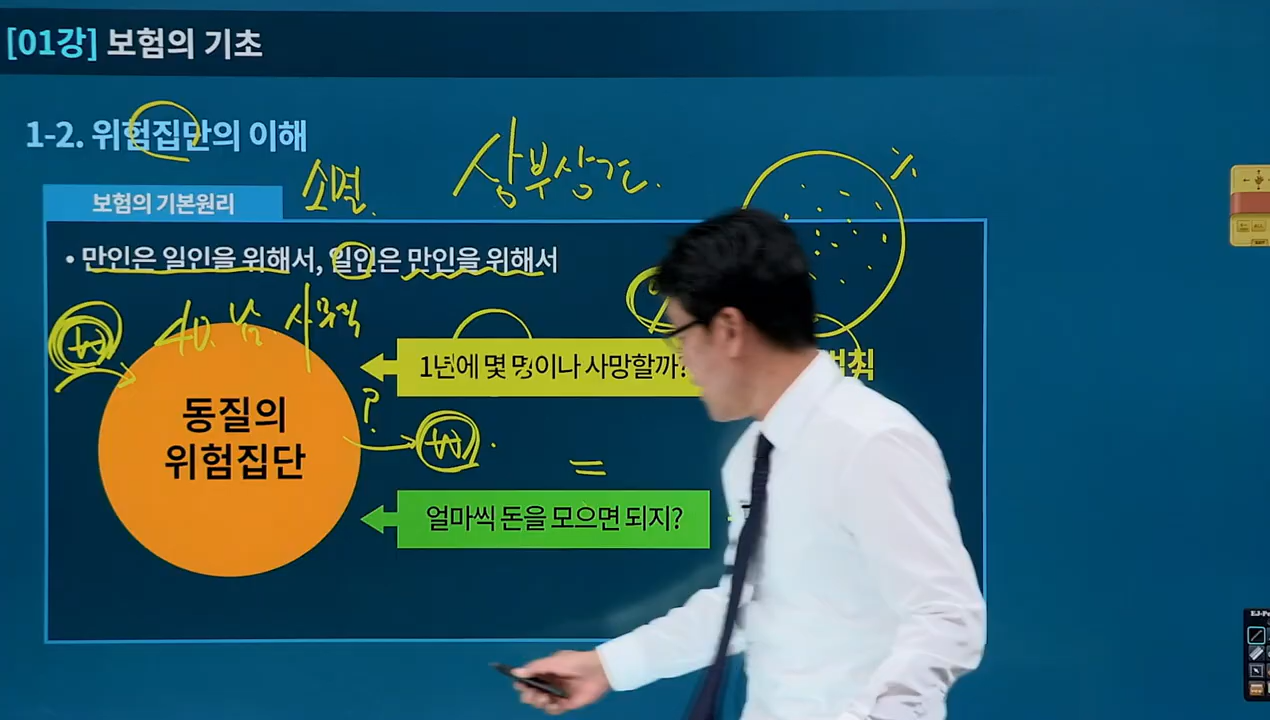 [01강] 보험의 기초
1-2. 위험집단의 이해
소멸.
상부상조.
보험의 기본원리
• 만인은 일인을 위해서, 일인은 만인을 위해서
40. 남. 사무직
1년에 몇 명이나 사망할까?
법칙
동질의
위험집단
?
₩
₩
=
얼마씩 돈을 모으면 되지?